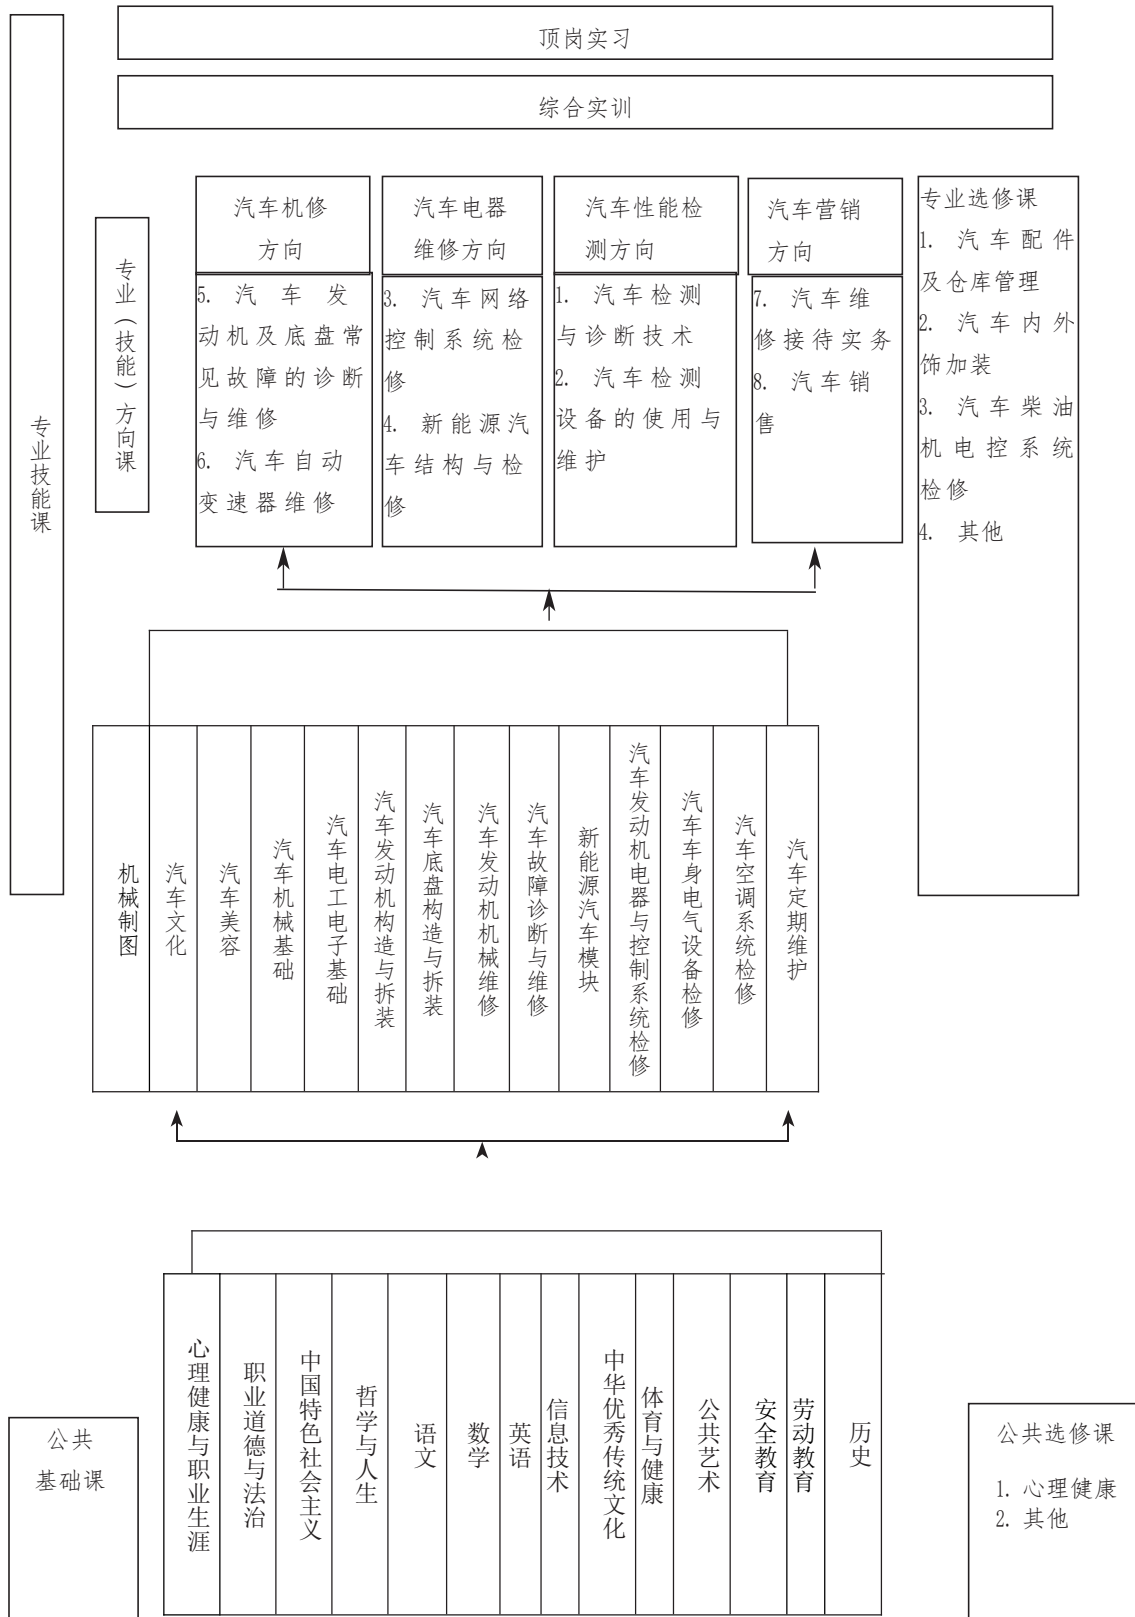 顶岗实习
综合实训
专业技能课
专业（技能）方向课
汽车机修
方向
5. 汽车发
动机及底盘常
见故障的诊断
与维修
6. 汽车自动
变速器维修
汽车电器
维修方向
3. 汽车网络
控制系统检
修
4. 新能源汽
车结构与检
修
汽车性能检
测方向
1. 汽车检测
与诊断技术
2. 汽车检测
设备的使用与
维护
汽车营销
方向
7. 汽车维
修接待实务
8. 汽车销
售
专业选修课
1. 汽车配件
及仓库管理
2. 汽车内外
饰加装
3. 汽车柴油
机电控系统
检修
4. 其他
机械制图
汽车文化
汽车美容
汽车机械基础
汽车电工电子基础
汽车发动机构造与拆装
汽车底盘构造与拆装
汽车发动机机械维修
汽车故障诊断与维修
新能源汽车模块
汽车发动机电器与控制系统检修
汽车车身电气设备检修
汽车空调系统检修
汽车定期维护
公共
基础课
心理健康与职业生涯
职业道德与法治
中国特色社会主义
哲学与人生
语文
数学
英语
信息技术
中华优秀传统文化
体育与健康
公共艺术
安全教育
劳动教育
历史
公共选修课
1. 心理健康
2. 其他